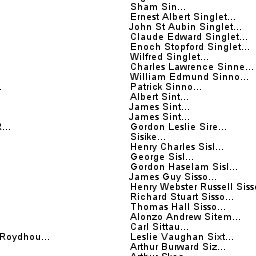 Sham Sin...
Ernest Albert Singlet...
John St Aubin Singlet...
Claude Edward Singlet...
Enoch Stopford Singlet...
Wilfred Singlet...
Charles Lawrence Sinne...
William Edmund Sinno...
Patrick Sinno...
Albert Sint...
James Sint...
James Sint...
Gordon Leslie Sire...
Sisike...
Henry Charles Sisl...
George Sisl...
Gordon Haselam Sisl...
James Guy Sisso...
Henry Webster Russell Siss
Richard Stuart Sisso...
Thomas Hall Sisso...
Alonzo Andrew Sitem...
Carl Sittau...
Roydhou...
Leslie Vaughan Sixt...
Arthur Burward Siz...